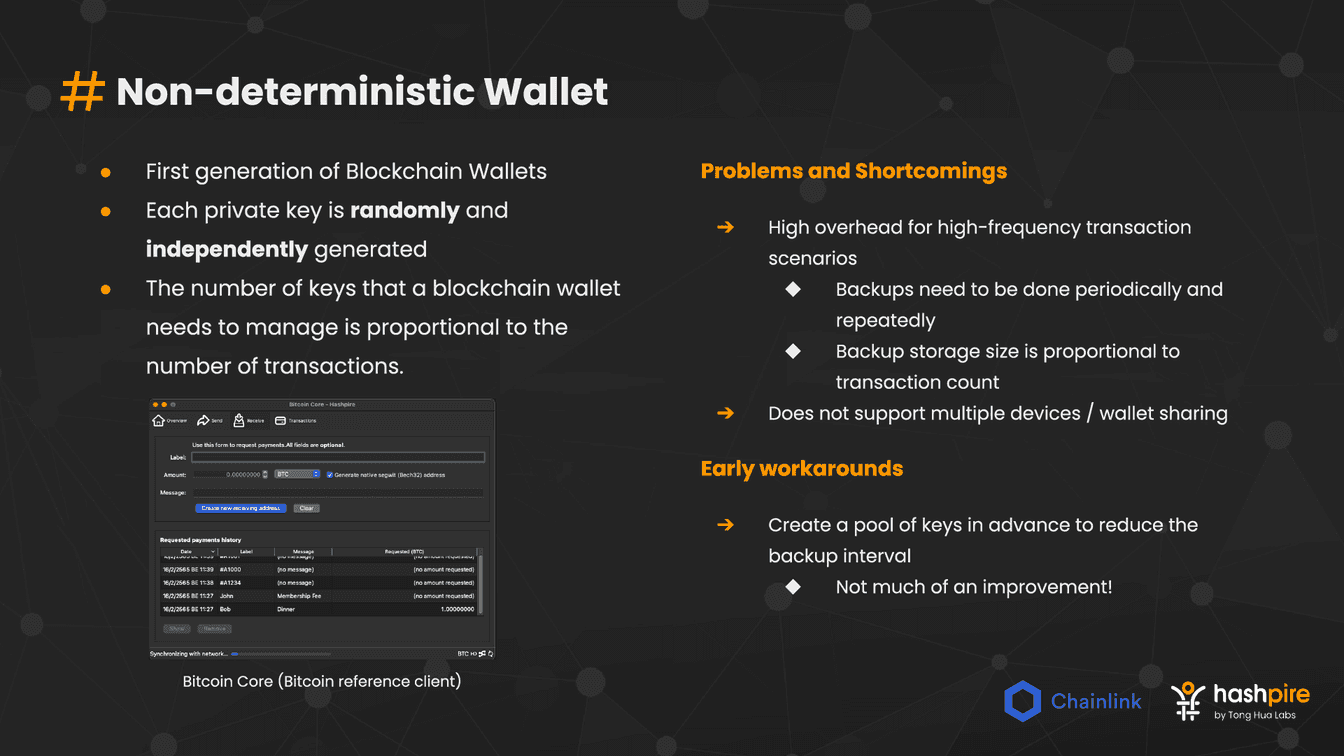 # Non-deterministic Wallet
● First generation of Blockchain Wallets
● Each private key is randomly and
independently generated
● The number of keys that a blockchain wallet
needs to manage is proportional to the
number of transactions.
Bitcoin Core - Hashpire
Overview Send Receive Transactions
Use this form to request payments.All fields are optional.
Label:
Amount: 0.00000000 BTC Generate native segwit (Bech32) address
Message:
Create new receiving address Clear
Requested payments history
Date Label Message Requested (BTC)
(no message) (no amount requested)
16/2/2565 BE 11:39 #A1000 (no message) (no amount requested)
16/2/2565 BE 11:38 #A1234 (no message) (no amount requested)
16/2/2565 BE 11:27 John Membership Fee (no amount requested)
16/2/2565 BE 11:27 Bob Dinner 1.00000000
Show Remove
Synchronizing with network... BTC HD
Bitcoin Core (Bitcoin reference client)
Problems and Shortcomings
➔ High overhead for high-frequency transaction
scenarios
◆ Backups need to be done periodically and
repeatedly
◆ Backup storage size is proportional to
transaction count
➔ Does not support multiple devices / wallet sharing
Early workarounds
➔ Create a pool of keys in advance to reduce the
backup interval
◆ Not much of an improvement!
Chainlink
hashpire
by Tong Hua Labs